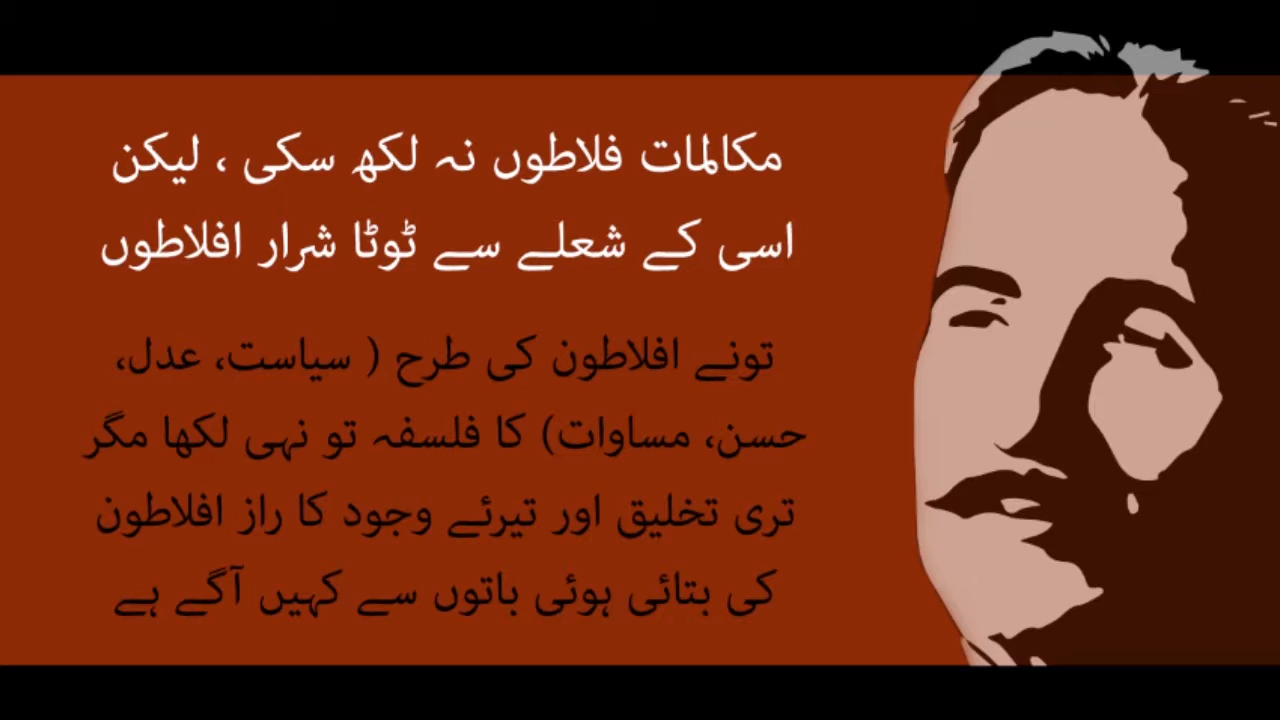 مکالمات فلاطوں نہ لکھ سکی ، لیکن
اسی کے شعلے سے ٹوٹا شرار افلاطوں
تونے افلاطون کی طرح ( سیاست، عدل،
حسن، مساوات) کا فلسفہ تو نہی لکھا مگر
تری تخلیق اور تیرئے وجود کا راز افلاطون
کی بتائی ہوئی باتوں سے کہیں آگے ہے